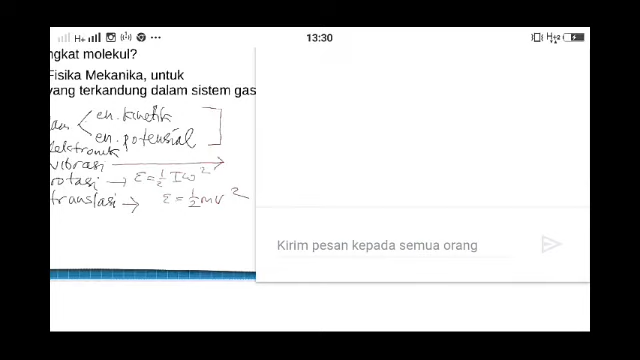 13:30
ngkat molekul?
Fisika Mekanika, untuk
yang terkandung dalam sistem gas
en. kinetik
en. potensial
elektronik
vibrasi
rotasi → ε = 1/2 Iω²
translasi → ε = 1/2 mv²
Kirim pesan kepada semua orang